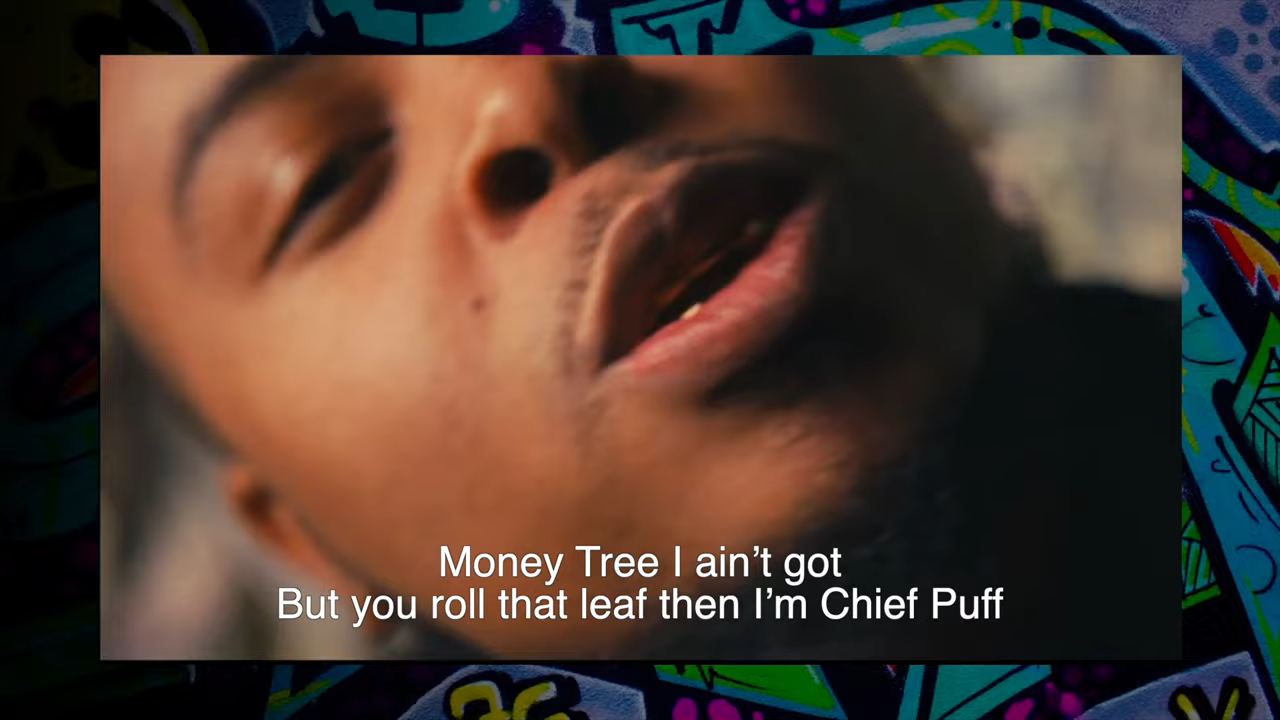 Money Tree I ain't got
But you roll that leaf then I'm Chief Puff